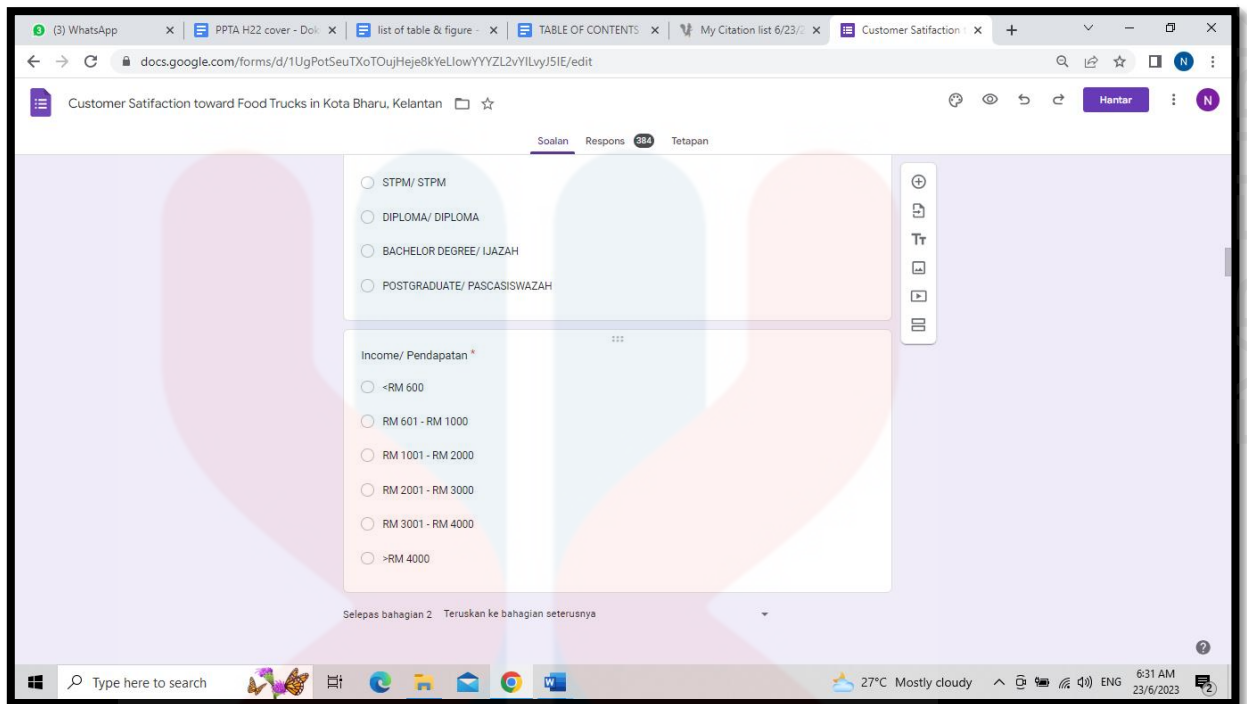 (3) WhatsApp
PPTA H22 cover - Dok
list of table & figure -
TABLE OF CONTENTS
My Citation list 6/23/2
Customer Satifaction t
docs.google.com/forms/d/1UgPotSeuTXoTOujHeje8kYeLIowYYYZL2vYILvyJ5IE/edit
N
Customer Satifaction toward Food Trucks in Kota Bharu, Kelantan
Hantar
N
Soalan Respons 384 Tetapan
STPM/ STPM
DIPLOMA/ DIPLOMA
BACHELOR DEGREE/ IJAZAH
POSTGRADUATE/ PASCASISWAZAH
Income/ Pendapatan *
<RM 600
RM 601 - RM 1000
RM 1001 - RM 2000
RM 2001 - RM 3000
RM 3001 - RM 4000
>RM 4000
Selepas bahagian 2 Teruskan ke bahagian seterusnya
Type here to search
27°C Mostly cloudy
ENG
6:31 AM
23/6/2023
2